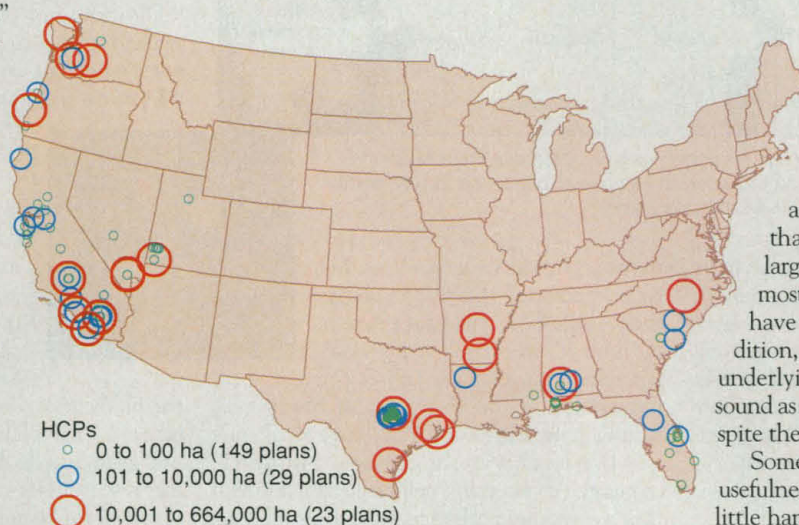 ”
HCPs
0 to 100 ha (149 plans)
101 to 10,000 ha (29 plans)
10,001 to 664,000 ha (23 plans)
a
tha
larg
most
have
dition,
underlyi
sound as
spite the
Some
usefulne
little har